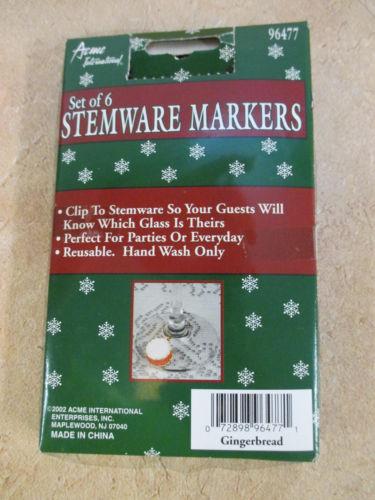 Acme
International
96477
Set of 6
STEMWARE MARKERS
• Clip To Stemware So Your Guests Will
Know Which Glass Is Theirs
• Perfect For Parties Or Everyday
• Reusable. Hand Wash Only
©2002 ACME INTERNATIONAL
ENTERPRISES, INC.
MAPLEWOOD, NJ 07040
MADE IN CHINA
0 72898 96477 1
Gingerbread